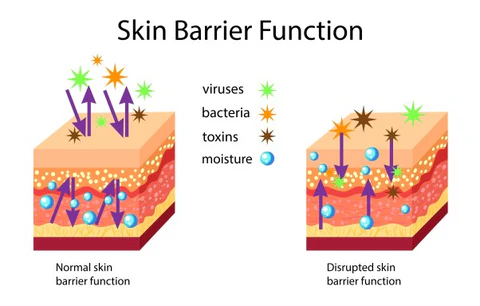 Skin Barrier Function
viruses
bacteria
toxins
moisture
Normal skin
barrier function
Disrupted skin
barrier function